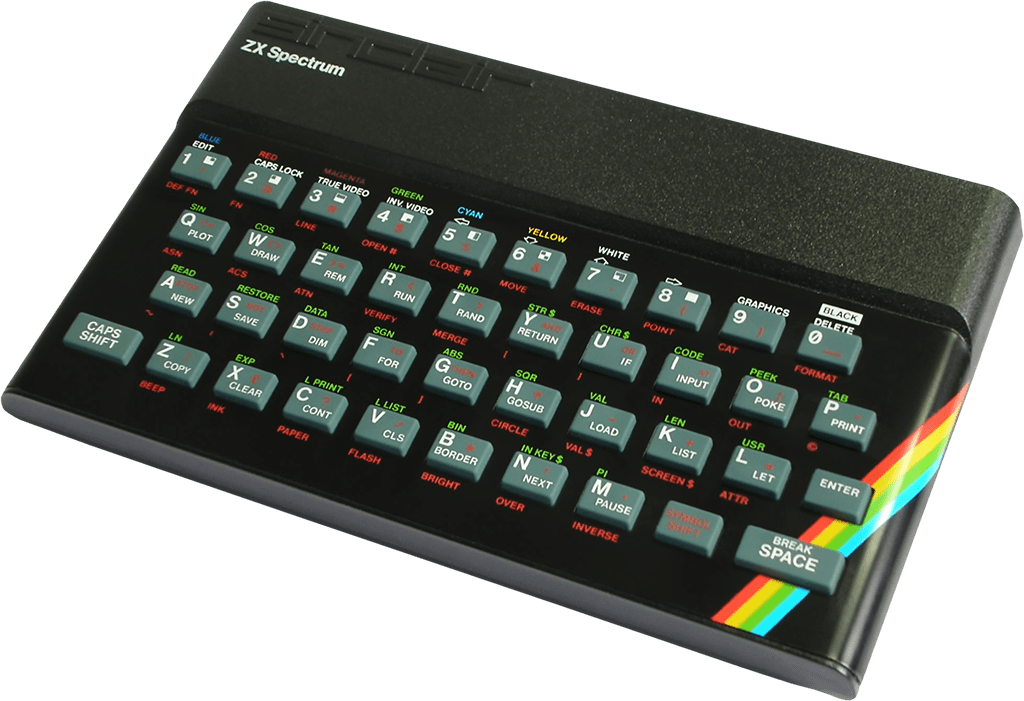 sinclair
ZX Spectrum
BLUE RED MAGENTA GREEN CYAN YELLOW WHITE BLACK
EDIT CAPS LOCK TRUE VIDEO INV. VIDEO GRAPHICS DELETE
1 2 3 4 5 6 7 8 9 0
DEF FN FN LINE OPEN # CLOSE # MOVE ERASE POINT CAT FORMAT
SIN COS TAN INT RND STR $ CHR $ CODE PEEK TAB
Q W E R T Y U I O P
PLOT DRAW REM RUN RAND RETURN IF INPUT POKE PRINT
ASN ACS ATN VERIFY MERGE [ ] IN OUT ©
READ RESTORE DATA SGN ABS SQR VAL LEN USR
A S D F G H J K L ENTER
NEW SAVE DIM FOR GOTO GOSUB LOAD LIST LET
CIRCLE VAL $ SCREEN $ ATTR
LN EXP L PRINT L LIST BIN IN KEY $ PI
CAPS SHIFT Z X C V B N M SYMBOL SHIFT BREAK SPACE
COPY CLEAR CONT CLS BORDER NEXT PAUSE
BEEP INK PAPER FLASH BRIGHT OVER INVERSE